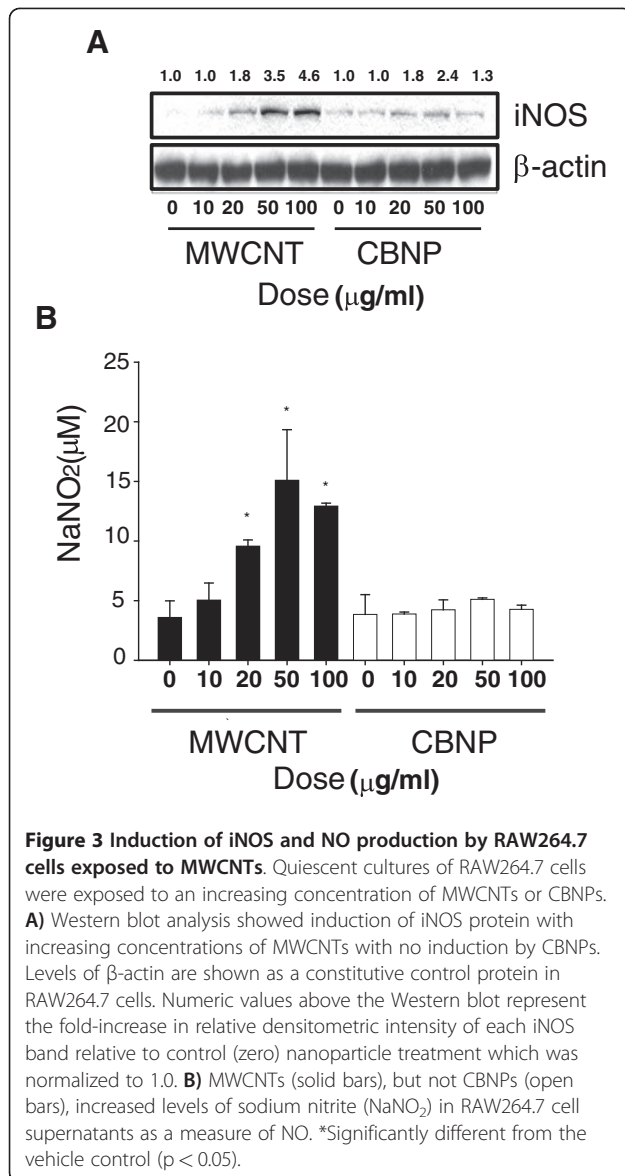 A
1.0 1.0 1.8 3.5 4.6 1.0 1.0 1.8 2.4 1.3
iNOS
β-actin
0 10 20 50 100 0 10 20 50 100
MWCNT CBNP
Dose (μg/ml)
B
NaNO2(μM)
25
20
15
10
5
0
* * *
0 10 20 50 100 0 10 20 50 100
MWCNT CBNP
Dose (μg/ml)
Figure 3 Induction of iNOS and NO production by RAW264.7
cells exposed to MWCNTs. Quiescent cultures of RAW264.7 cells
were exposed to an increasing concentration of MWCNTs or CBNPs.
A) Western blot analysis showed induction of iNOS protein with
increasing concentrations of MWCNTs with no induction by CBNPs.
Levels of β-actin are shown as a constitutive control protein in
RAW264.7 cells. Numeric values above the Western blot represent
the fold-increase in relative densitometric intensity of each iNOS
band relative to control (zero) nanoparticle treatment which was
normalized to 1.0. B) MWCNTs (solid bars), but not CBNPs (open
bars), increased levels of sodium nitrite (NaNO₂) in RAW264.7 cell
supernatants as a measure of NO. *Significantly different from the
vehicle control (p < 0.05).